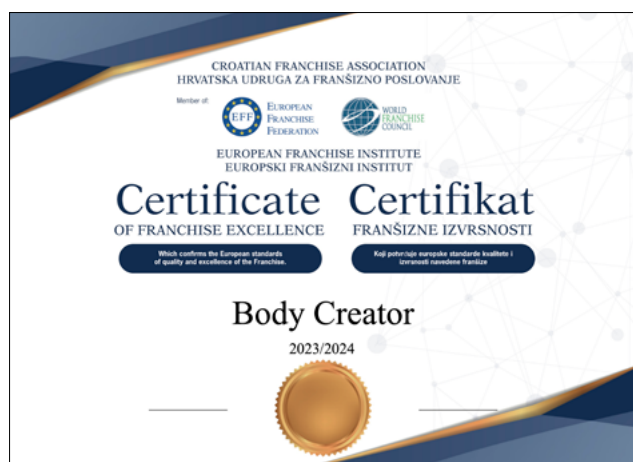 CROATIAN FRANCHISE ASSOCIATION
HRVATSKA UDRUGA ZA FRANŠIZNO POSLOVANJE
Member of:
EFF
EUROPEAN
FRANCHISE
FEDERATION
WORLD
FRANCHISE
COUNCIL
EUROPEAN FRANCHISE INSTITUTE
EUROPSKI FRANŠIZNI INSTITUT
Certificate
OF FRANCHISE EXCELLENCE
Which confirms the European standards
of quality and excellence of the Franchise.
Certifikat
FRANŠIZNE IZVRSNOSTI
Koji potvrđuje europske standarde kvalitete i
izvrsnosti navedene franšize
Body Creator
2023/2024